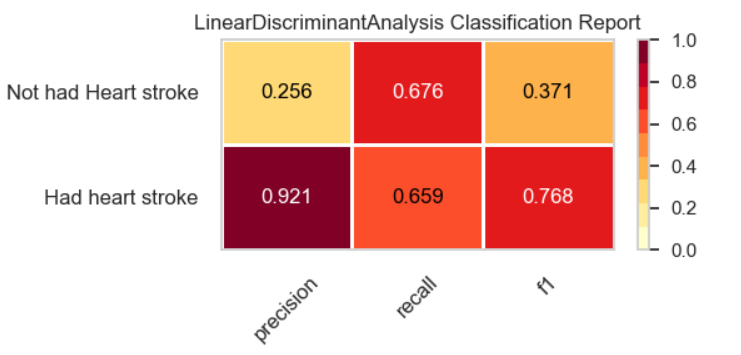 LinearDiscriminantAnalysis Classification Report
Not had Heart stroke 0.256 0.676 0.371
Had heart stroke 0.921 0.659 0.768
precision recall f1
1.0
0.8
0.6
0.4
0.2
0.0